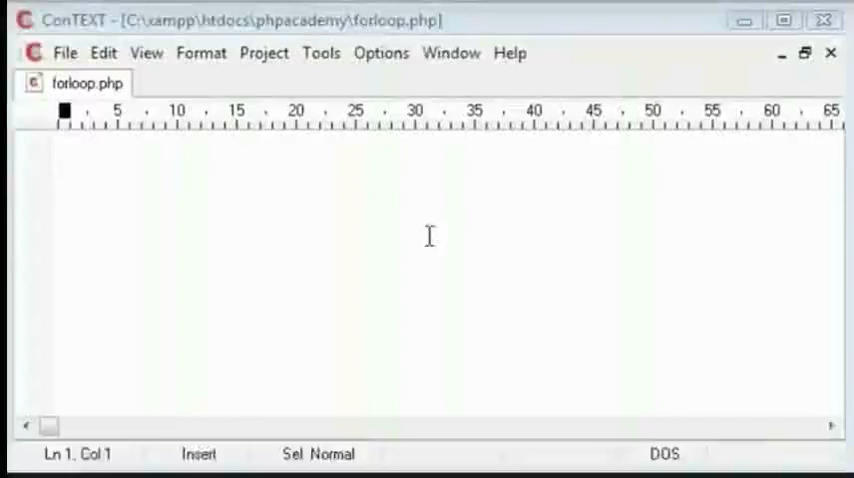 ConTEXT - [C:\xampp\htdocs\phpacademy\forloop.php]
File Edit View Format Project Tools Options Window Help
forloop.php
5 10 15 20 25 30 35 40 45 50 55 60 65
Ln 1, Col 1 Insert Sel Normal DOS